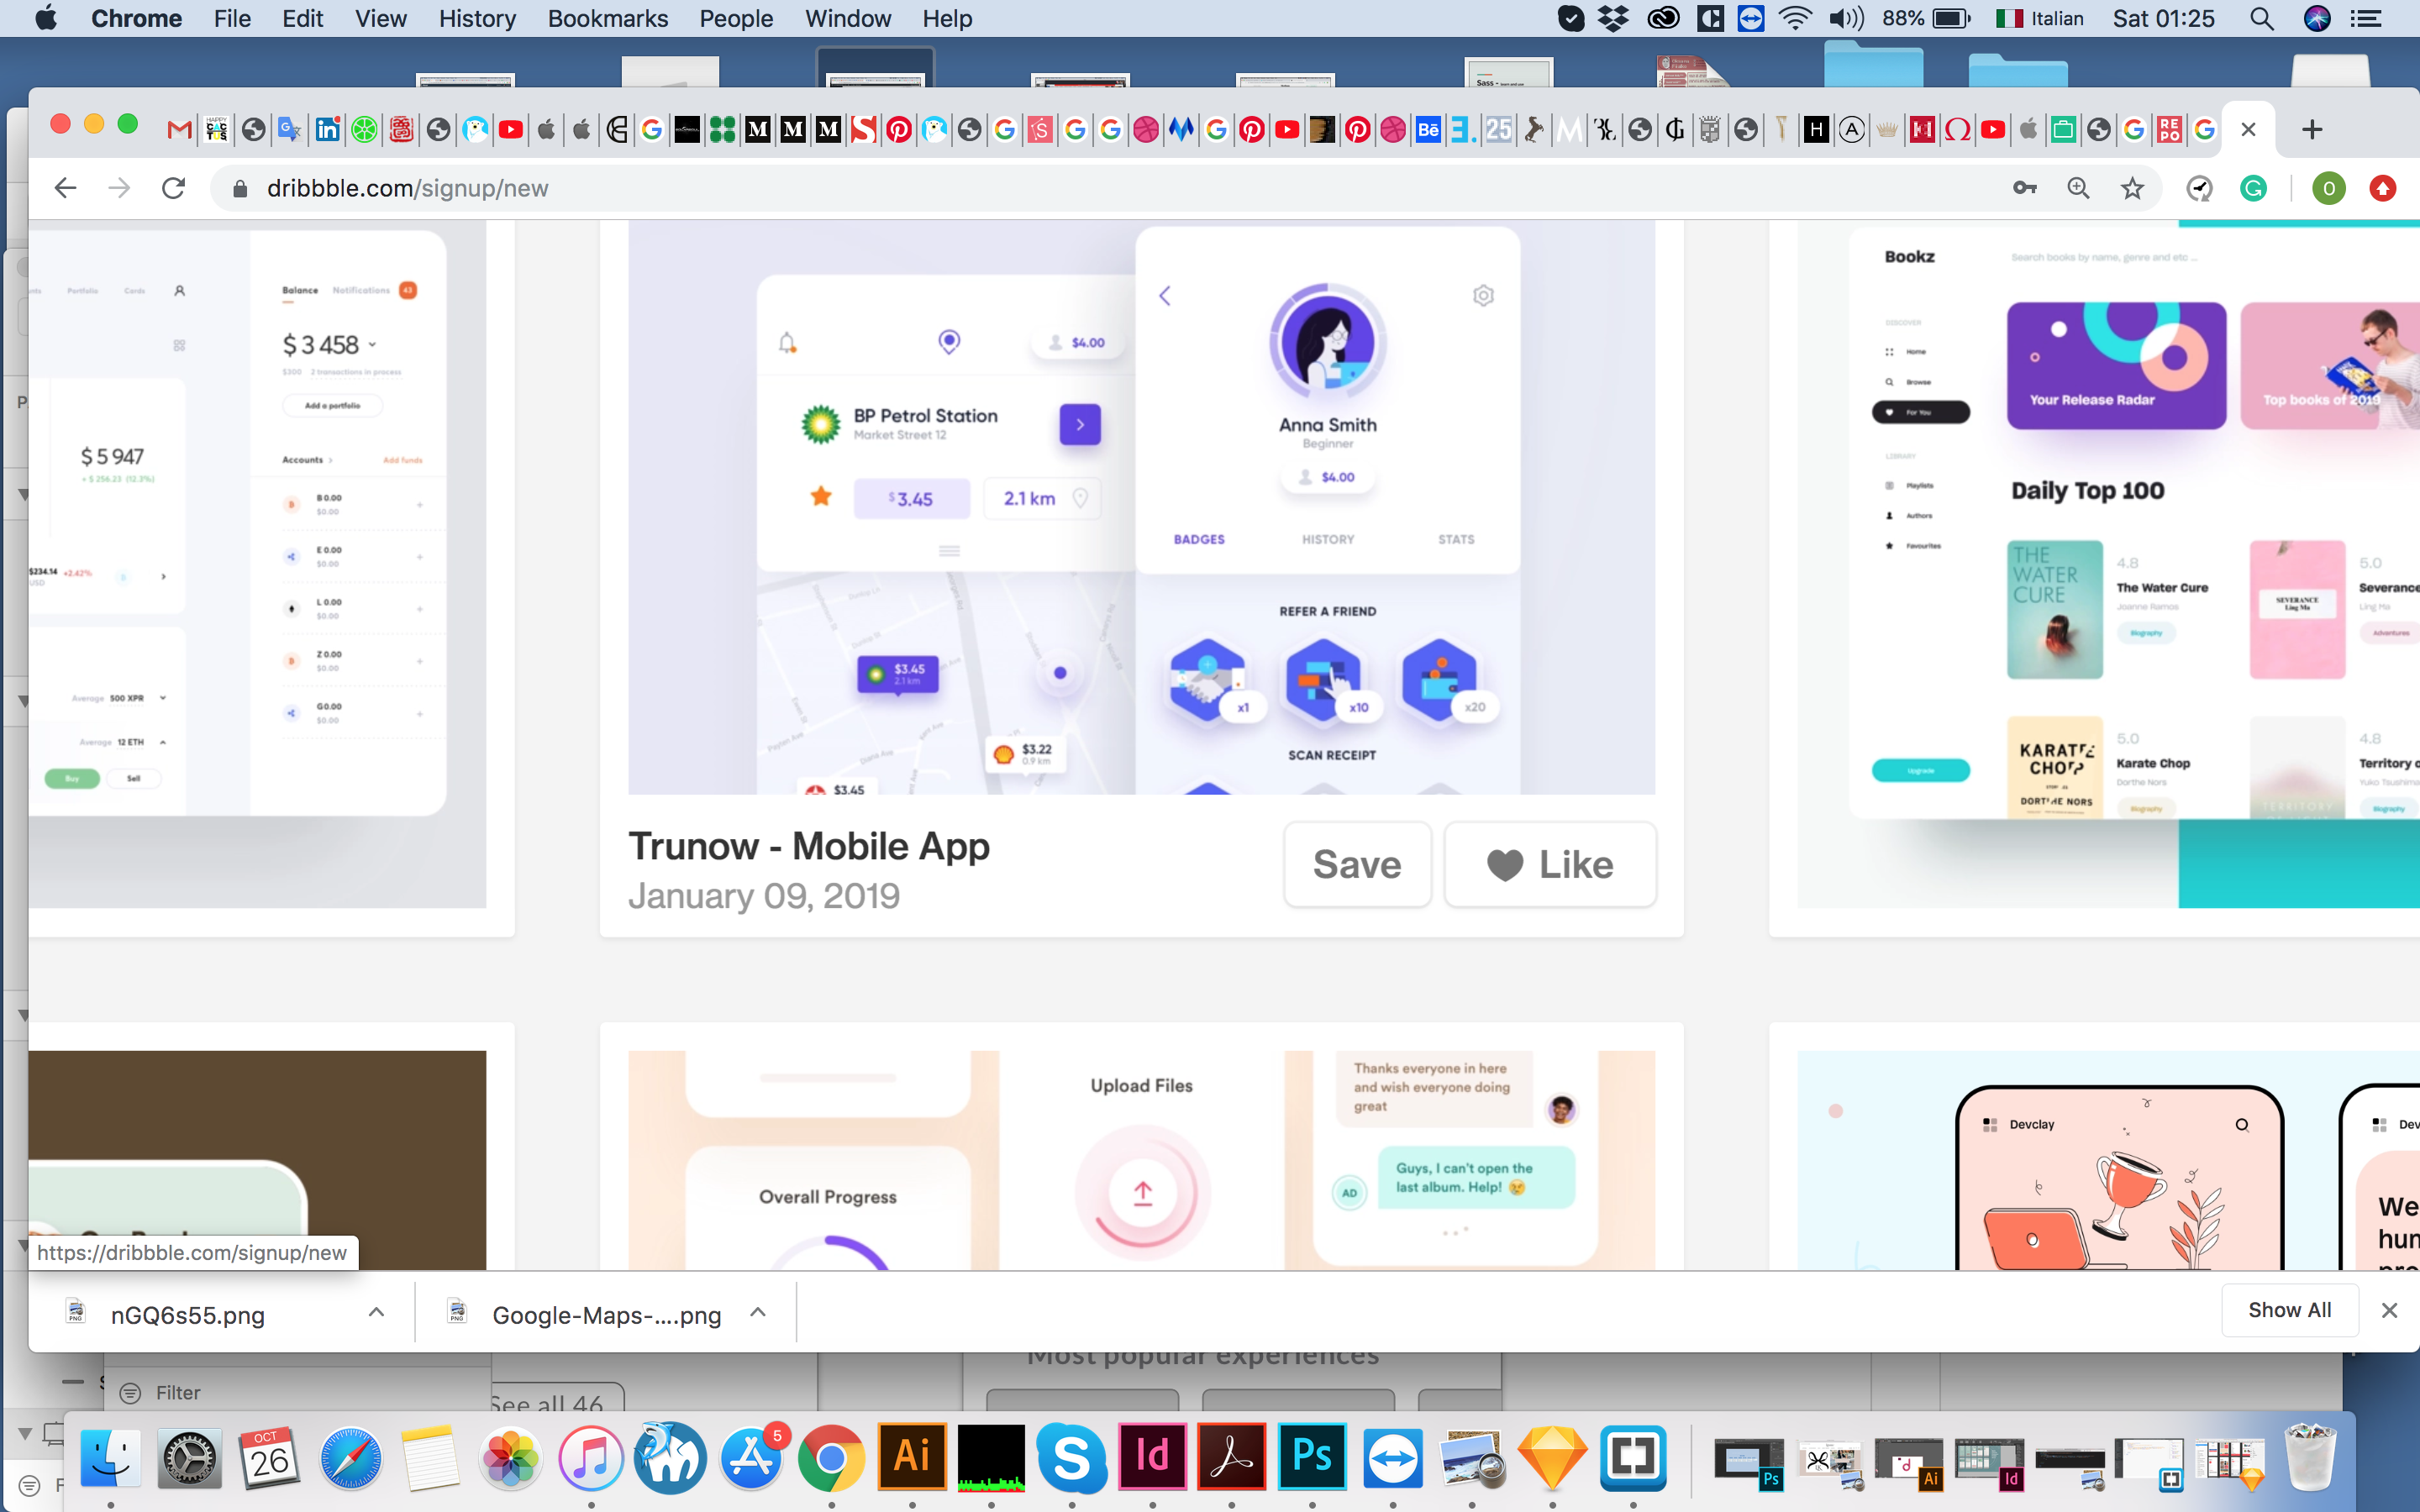 Chrome File Edit View History Bookmarks People Window Help
88% Italian Sat 01:25
Sass -
dribbble.com/signup/new
Portfolio Cards
Balance Notifications 43
$ 3 458
$300 2 transactions in process
Add a portfolio
$ 5 947
+ $ 256.23 (12.3%)
Accounts >
Add funds
B 0.00
$0.00
E 0.00
$0.00
$234.14 +2.42%
USD
L 0.00
$0.00
Z 0.00
$0.00
G 0.00
$0.00
Average 500 XPR
Average 12 ETH
Buy Sell
$4.00
BP Petrol Station
Market Street 12
$ 3.45
2.1 km
$3.45
2.1 km
$3.22
0.9 km
$3.45
Anna Smith
Beginner
$4.00
BADGES HISTORY STATS
REFER A FRIEND
x1 x10 x20
SCAN RECEIPT
Trunow - Mobile App
January 09, 2019
Save Like
Bookz
Search books by name, genre and etc ...
DISCOVER
Home
Browse
For You
LIBRARY
Playlists
Authors
Favourites
Upgrade
Your Release Radar
Top books of 2019
Daily Top 100
THE
WATER
CURE
4.8
The Water Cure
Joanne Ramos
Biography
SEVERANCE
Ling Ma
5.0
Severance
Ling Ma
Adventures
KARATE
CHOP
DORTHE NORS
5.0
Karate Chop
Dorthe Nors
Biography
4.8
Territory o
Yuko Tsushima
Biography
Overall Progress
Upload Files
Thanks everyone in here
and wish everyone doing
great
AD
Guys, I can't open the
last album. Help! 😢
Devclay
Dev
We
hun
https://dribbble.com/signup/new
nGQ6s55.png
Google-Maps-....png
Show All
Most popular experiences
Filter
See all 46
OCT
26
5
Ai
S
Id
Ps
Ps
Ai
Id